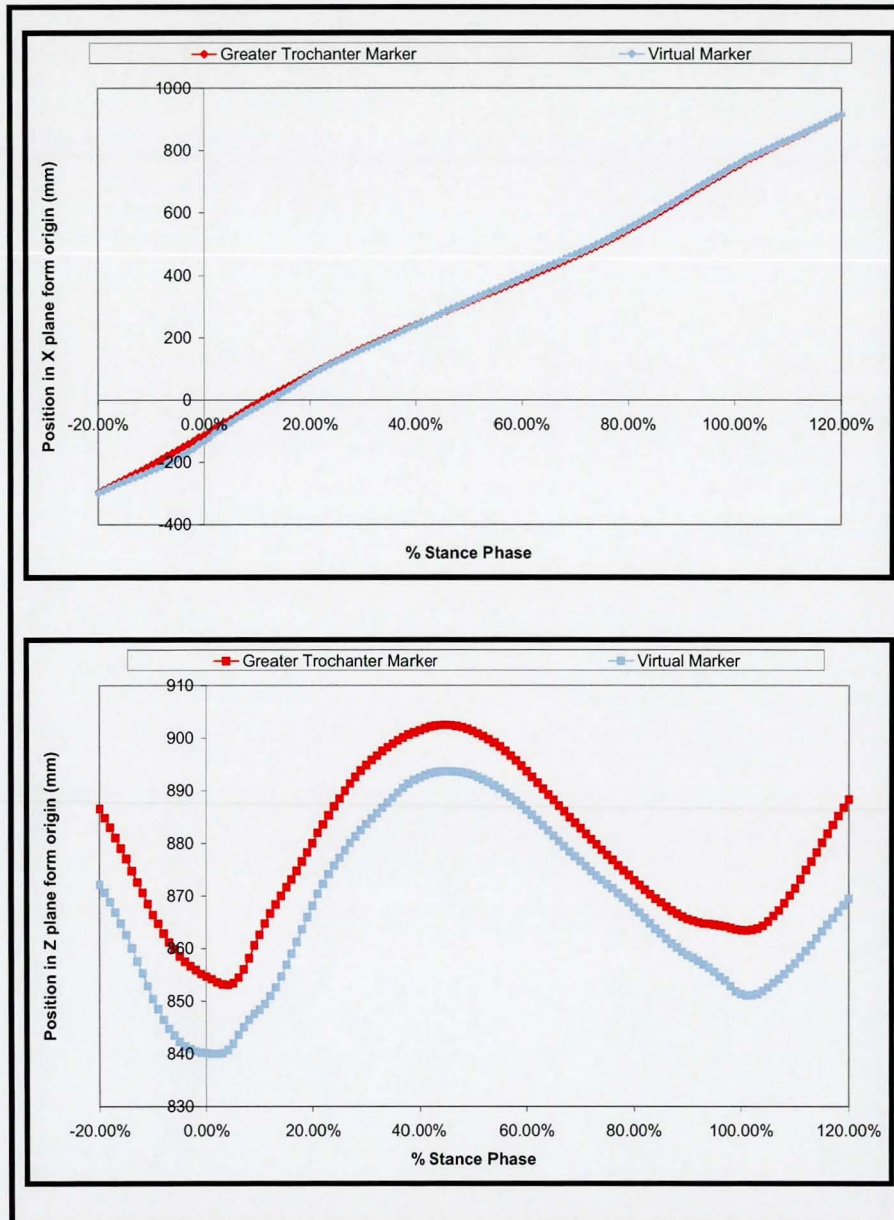 Greater Trochanter Marker Virtual Marker
Position in X plane form origin (mm)
1000
800
600
400
200
0
-200
-400
-20.00% 0.00% 20.00% 40.00% 60.00% 80.00% 100.00% 120.00%
% Stance Phase
Greater Trochanter Marker Virtual Marker
Position in Z plane form origin (mm)
910
900
890
880
870
860
850
840
830
-20.00% 0.00% 20.00% 40.00% 60.00% 80.00% 100.00% 120.00%
% Stance Phase